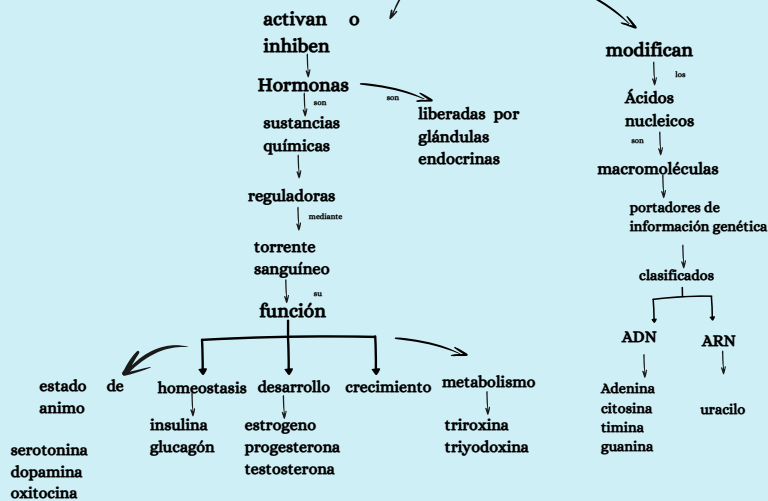 activan o
inhiben
Hormonas
son
sustancias
químicas
reguladoras
mediante
torrente
sanguíneo
su
función
son
liberadas por
glándulas
endocrinas
estado de
animo
serotonina
dopamina
oxitocina
homeostasis
insulina
glucagón
desarrollo
estrogeno
progesterona
testosterona
crecimiento
metabolismo
triroxina
triyodoxina
modifican
los
Ácidos
nucleicos
son
macromoléculas
portadores de
información genética
clasificados
ADN
Adenina
citosina
timina
guanina
ARN
uracilo